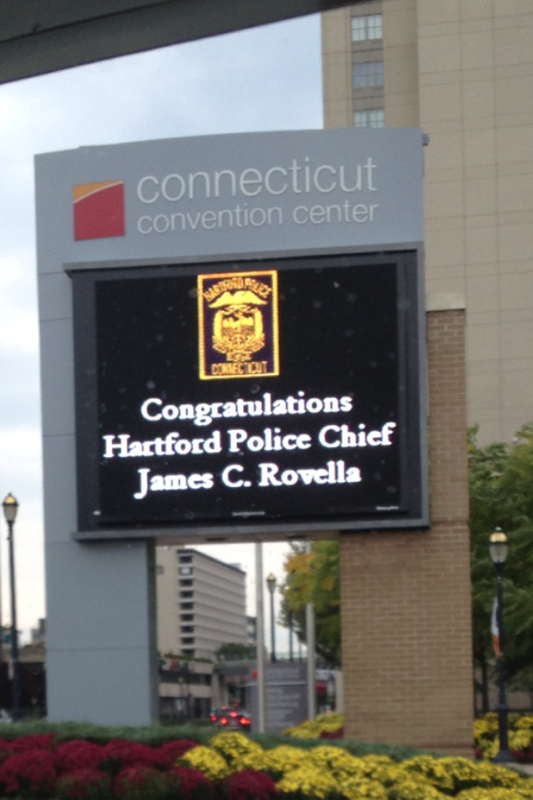 connecticut
convention center
HARTFORD POLICE
CONNECTICUT
Congratulations
Hartford Police Chief
James C. Rovella